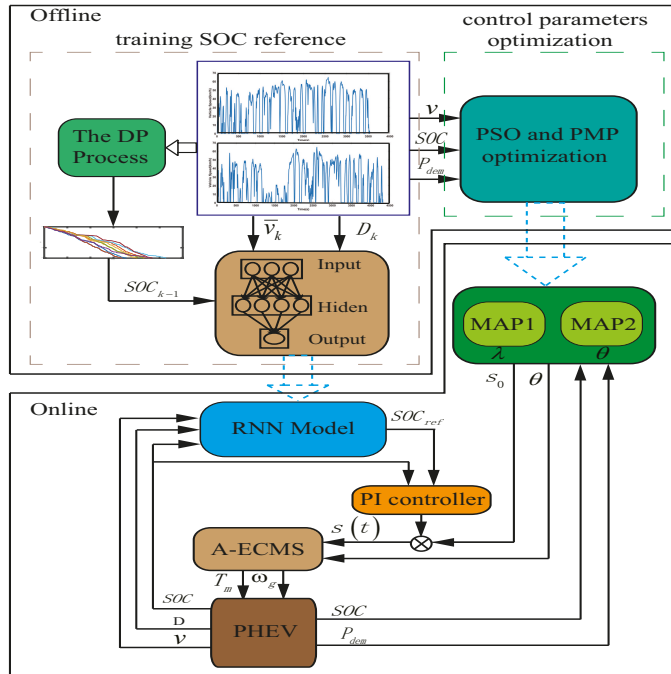 Offline
control parameters
optimization
training SOC reference
The DP
Process
v
SOC
P_dem
PSO and PMP
optimization
v̅_k
D_k
SOC_{k-1}
Input
Hiden
Output
MAP1
MAP2
λ
θ
s_0
θ
Online
RNN Model
SOC_ref
PI controller
s (t)
A-ECMS
T_m
ω_g
SOC
D
v
PHEV
SOC
P_dem